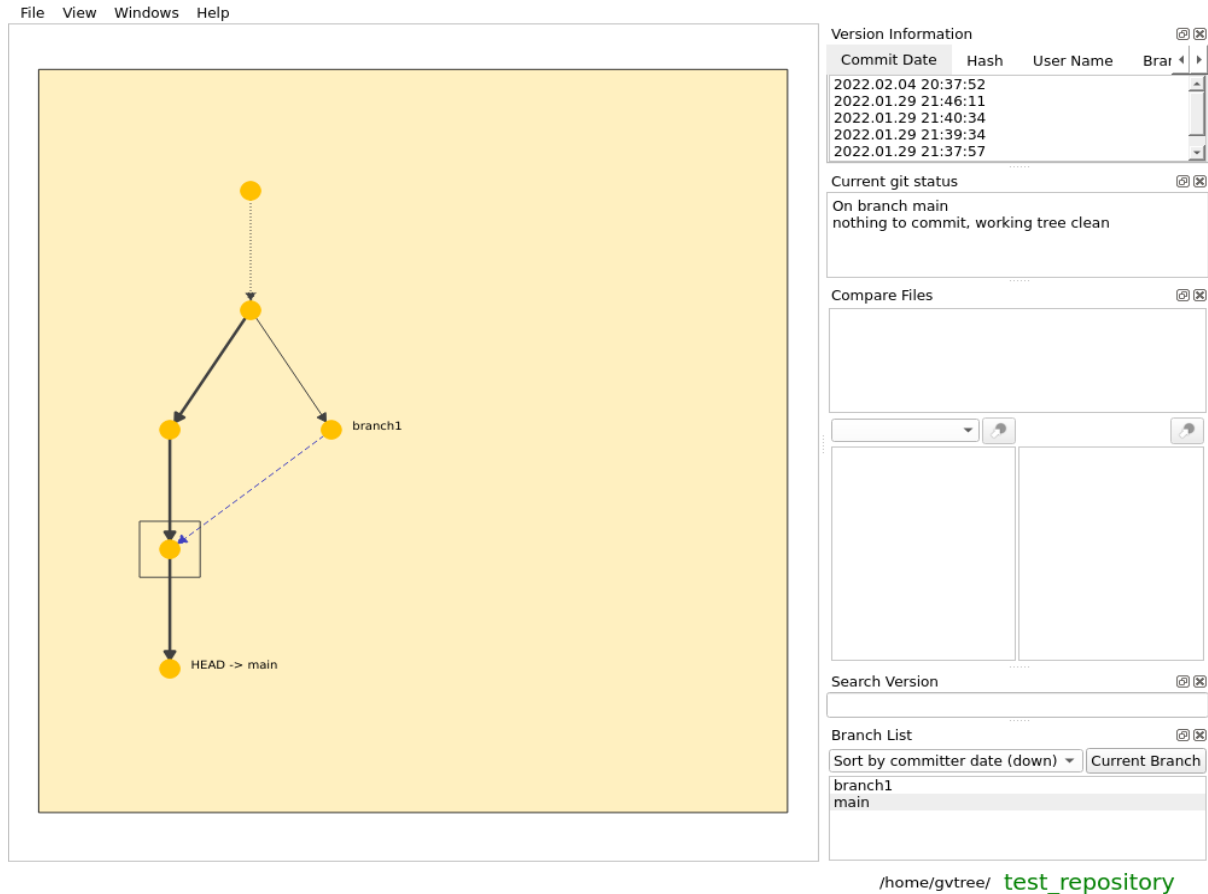 File View Windows Help
Version Information
Commit Date Hash User Name Bran
2022.02.04 20:37:52
2022.01.29 21:46:11
2022.01.29 21:40:34
2022.01.29 21:39:34
2022.01.29 21:37:57
Current git status
On branch main
nothing to commit, working tree clean
Compare Files
branch1
HEAD -> main
Search Version
Branch List
Sort by committer date (down) Current Branch
branch1
main
/home/gvtree/ test_repository